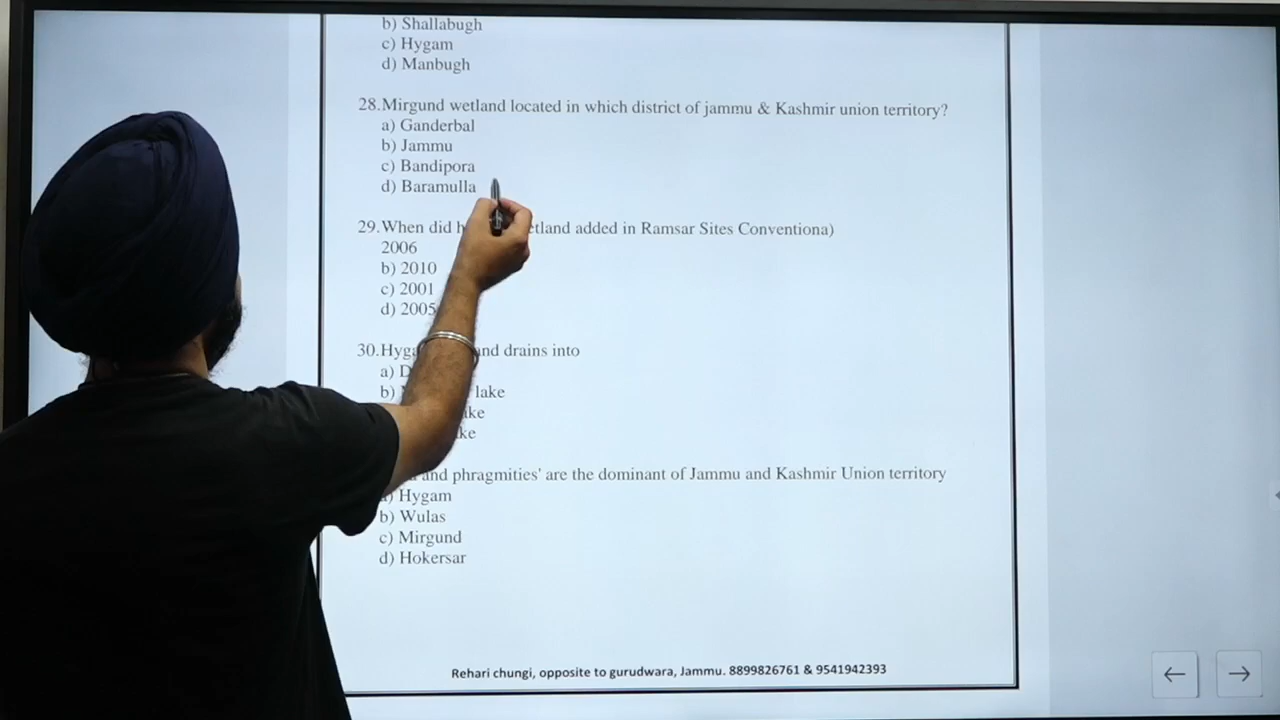 b) Shallabugh
c) Hygam
d) Manbugh
28.Mirgund wetland located in which district of jammu & Kashmir union territory?
a) Ganderbal
b) Jammu
c) Bandipora
d) Baramulla
29.When did h etland added in Ramsar Sites Conventiona)
2006
b) 2010
c) 2001
d) 2005
30.Hyga nd drains into
a) D
b) lake
ke
ke
and phragmities' are the dominant of Jammu and Kashmir Union territory
Hygam
b) Wulas
c) Mirgund
d) Hokersar
Rehari chungi, opposite to gurudwara, Jammu. 8899826761 & 9541942393